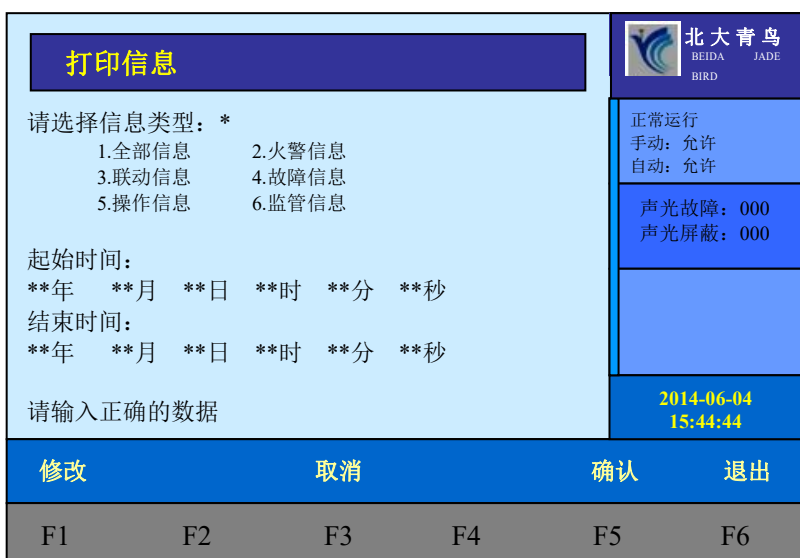 打印信息
北大青鸟
BEIDA JADE
BIRD
请选择信息类型：*
1.全部信息 2.火警信息
3.联动信息 4.故障信息
5.操作信息 6.监管信息
起始时间：
**年 **月 **日 **时 **分 **秒
结束时间：
**年 **月 **日 **时 **分 **秒
请输入正确的数据
正常运行
手动：允许
自动：允许
声光故障：000
声光屏蔽：000
2014-06-04
15:44:44
修改 取消 确认 退出
F1 F2 F3 F4 F5 F6